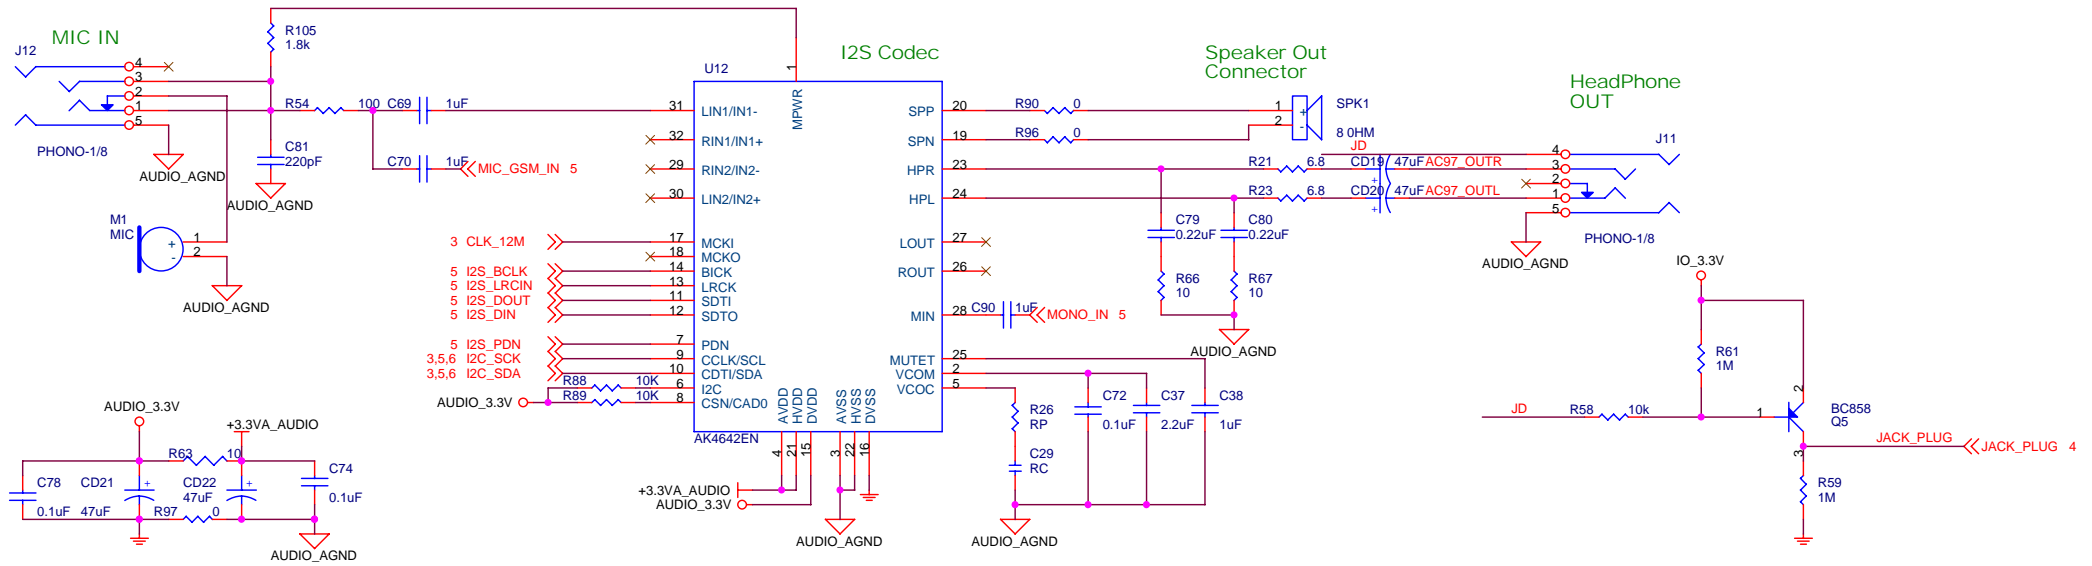 MIC IN
J12
4
3
2
1
5
PHONO-1/8
AUDIO_AGND
R105
1.8k
C81
220pF
AUDIO_AGND
R54
100
C69
1uF
C70
1uF
MIC_GSM_IN 5
M1
MIC
+
-
1
2
AUDIO_AGND
I2S Codec
U12
1
MPWR
31 LIN1/IN1-
32 RIN1/IN1+
29 RIN2/IN2-
30 LIN2/IN2+
3 CLK_12M 17 MCKI
18 MCKO
5 I2S_BCLK 14 BICK
5 I2S_LRCIN 13 LRCK
5 I2S_DOUT 11 SDTI
5 I2S_DIN 12 SDTO
5 I2S_PDN 7 PDN
3,5,6 I2C_SCK 9 CCLK/SCL
3,5,6 I2C_SDA 10 CDTI/SDA
R88 10K 6 I2C
AUDIO_3.3V R89 10K 8 CSN/CAD0
AK4642EN
AVDD
HVDD
DVDD
AVSS
HVSS
DVSS
4
21
15
3
22
16
+3.3VA_AUDIO
AUDIO_3.3V
AUDIO_AGND
SPP 20
SPN 19
HPR 23
HPL 24
LOUT 27
ROUT 26
MIN 28
MUTET 25
VCOM 2
VCOC 5
Speaker Out
Connector
R90 0
R96 0
1
2
+
-
SPK1
8 0HM
R21 6.8
R23 6.8
CD19 47uF
+
CD20 47uF
+
JD
AC97_OUTR
AC97_OUTL
C79
0.22uF
C80
0.22uF
R66
10
R67
10
AUDIO_AGND
C90 1uF
MONO_IN 5
R26
RP
C29
RC
C72
0.1uF
C37
2.2uF
C38
1uF
AUDIO_AGND
HeadPhone
OUT
J11
4
3
2
1
5
PHONO-1/8
AUDIO_AGND
IO_3.3V
R61
1M
JD
R58 10k
1
2
3
BC858
Q5
JACK_PLUG
JACK_PLUG 4
R59
1M
AUDIO_3.3V
+3.3VA_AUDIO
R63 10
C78
0.1uF
CD21
47uF
+
CD22
47uF
+
C74
0.1uF
R97 0
AUDIO_AGND